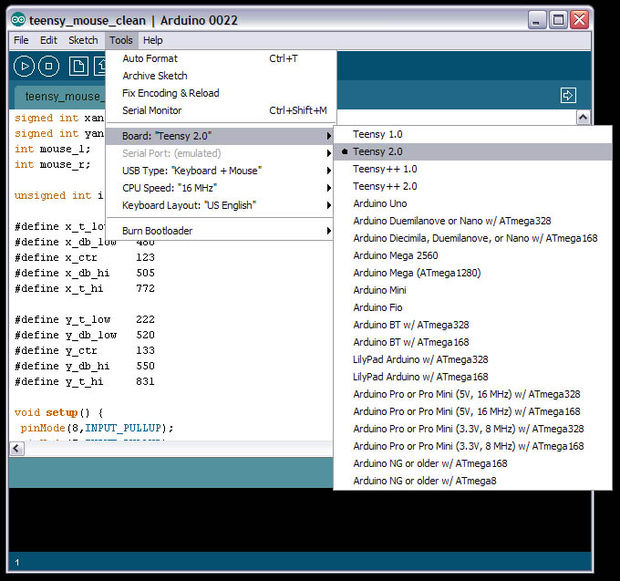 teensy_mouse_clean | Arduino 0022
File Edit Sketch Tools Help
teensy_mouse_
Auto Format Ctrl+T
Archive Sketch
Fix Encoding & Reload
Serial Monitor Ctrl+Shift+M
Board: "Teensy 2.0"
Serial Port: (emulated)
USB Type: "Keyboard + Mouse"
CPU Speed: "16 MHz"
Keyboard Layout: "US English"
Burn Bootloader
Teensy 1.0
Teensy 2.0
Teensy++ 1.0
Teensy++ 2.0
Arduino Uno
Arduino Duemilanove or Nano w/ ATmega328
Arduino Diecimila, Duemilanove, or Nano w/ ATmega168
Arduino Mega 2560
Arduino Mega (ATmega1280)
Arduino Mini
Arduino Fio
Arduino BT w/ ATmega328
Arduino BT w/ ATmega168
LilyPad Arduino w/ ATmega328
LilyPad Arduino w/ ATmega168
Arduino Pro or Pro Mini (5V, 16 MHz) w/ ATmega328
Arduino Pro or Pro Mini (5V, 16 MHz) w/ ATmega168
Arduino Pro or Pro Mini (3.3V, 8 MHz) w/ ATmega328
Arduino Pro or Pro Mini (3.3V, 8 MHz) w/ ATmega168
Arduino NG or older w/ ATmega168
Arduino NG or older w/ ATmega8
signed int xan
signed int yan
int mouse_l;
int mouse_r;
unsigned int i
#define x_t_low
#define x_db_low 480
#define x_ctr 123
#define x_db_hi 505
#define x_t_hi 772
#define y_t_low 222
#define y_db_low 520
#define y_ctr 133
#define y_db_hi 550
#define y_t_hi 831
void setup() {
pinMode(8,INPUT_PULLUP);
1